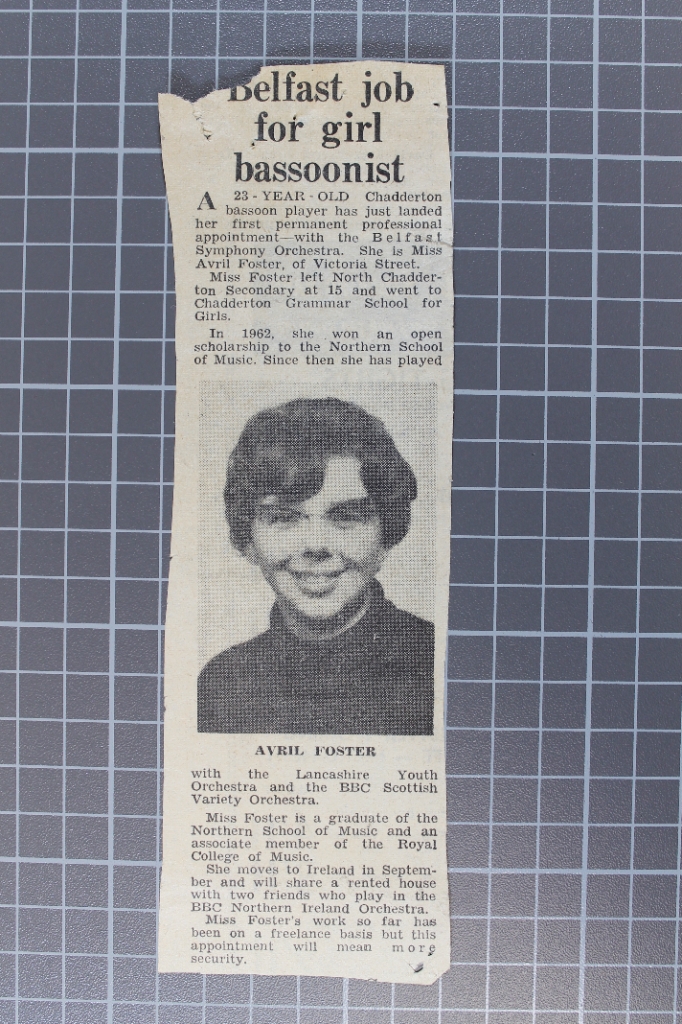 Belfast job
for girl
bassoonist
A 23-YEAR-OLD Chadderton
bassoon player has just landed
her first permanent professional
appointment—with the Belfast
Symphony Orchestra. She is Miss
Avril Foster, of Victoria Street.
Miss Foster left North Chadder-
ton Secondary at 15 and went to
Chadderton Grammar School for
Girls.
In 1962, she won an open
scholarship to the Northern School
of Music. Since then she has played
AVRIL FOSTER
with the Lancashire Youth
Orchestra and the BBC Scottish
Variety Orchestra.
Miss Foster is a graduate of the
Northern School of Music and an
associate member of the Royal
College of Music.
She moves to Ireland in Septem-
ber and will share a rented house
with two friends who play in the
BBC Northern Ireland Orchestra.
Miss Foster's work so far has
been on a freelance basis but this
appointment will mean more
security.